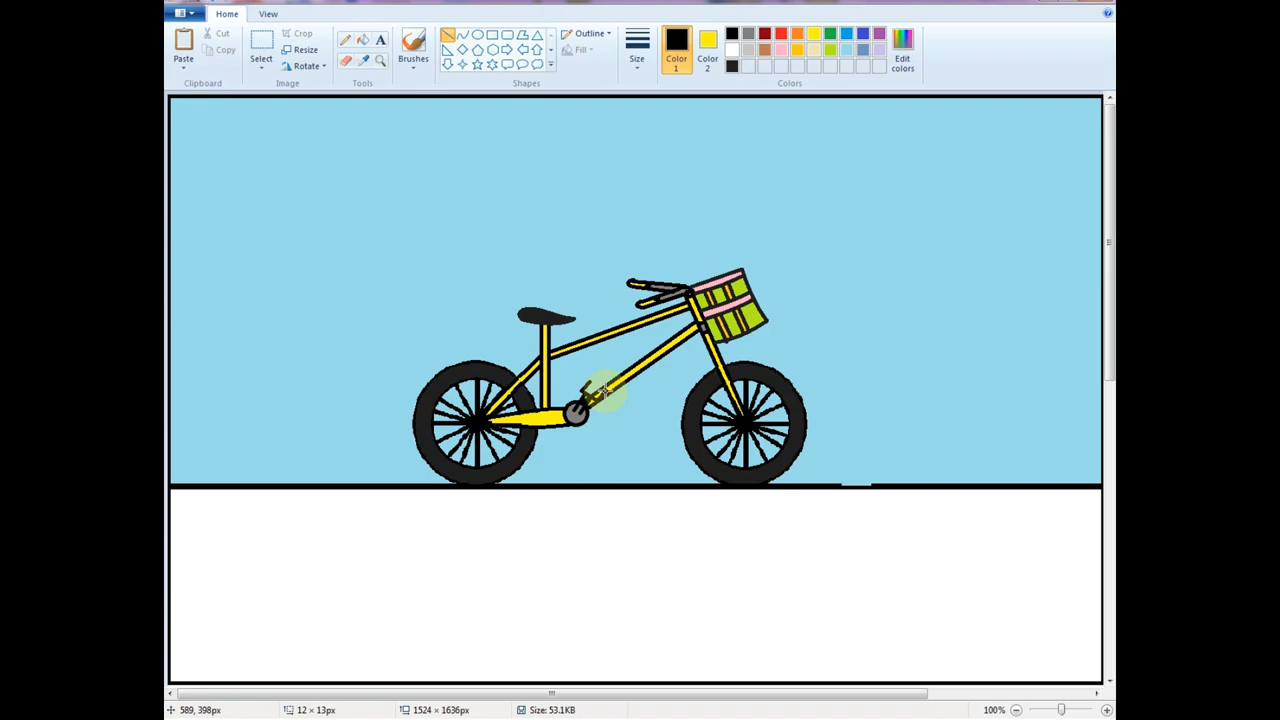 Home View
Paste
Cut
Copy
Clipboard
Select
Crop
Resize
Rotate
Image
A
Tools
Brushes
Outline
Fill
Shapes
Size
Color 1
Color 2
Edit colors
Colors
589, 398px 12 × 13px 1524 × 1636px Size: 53.1KB 100%